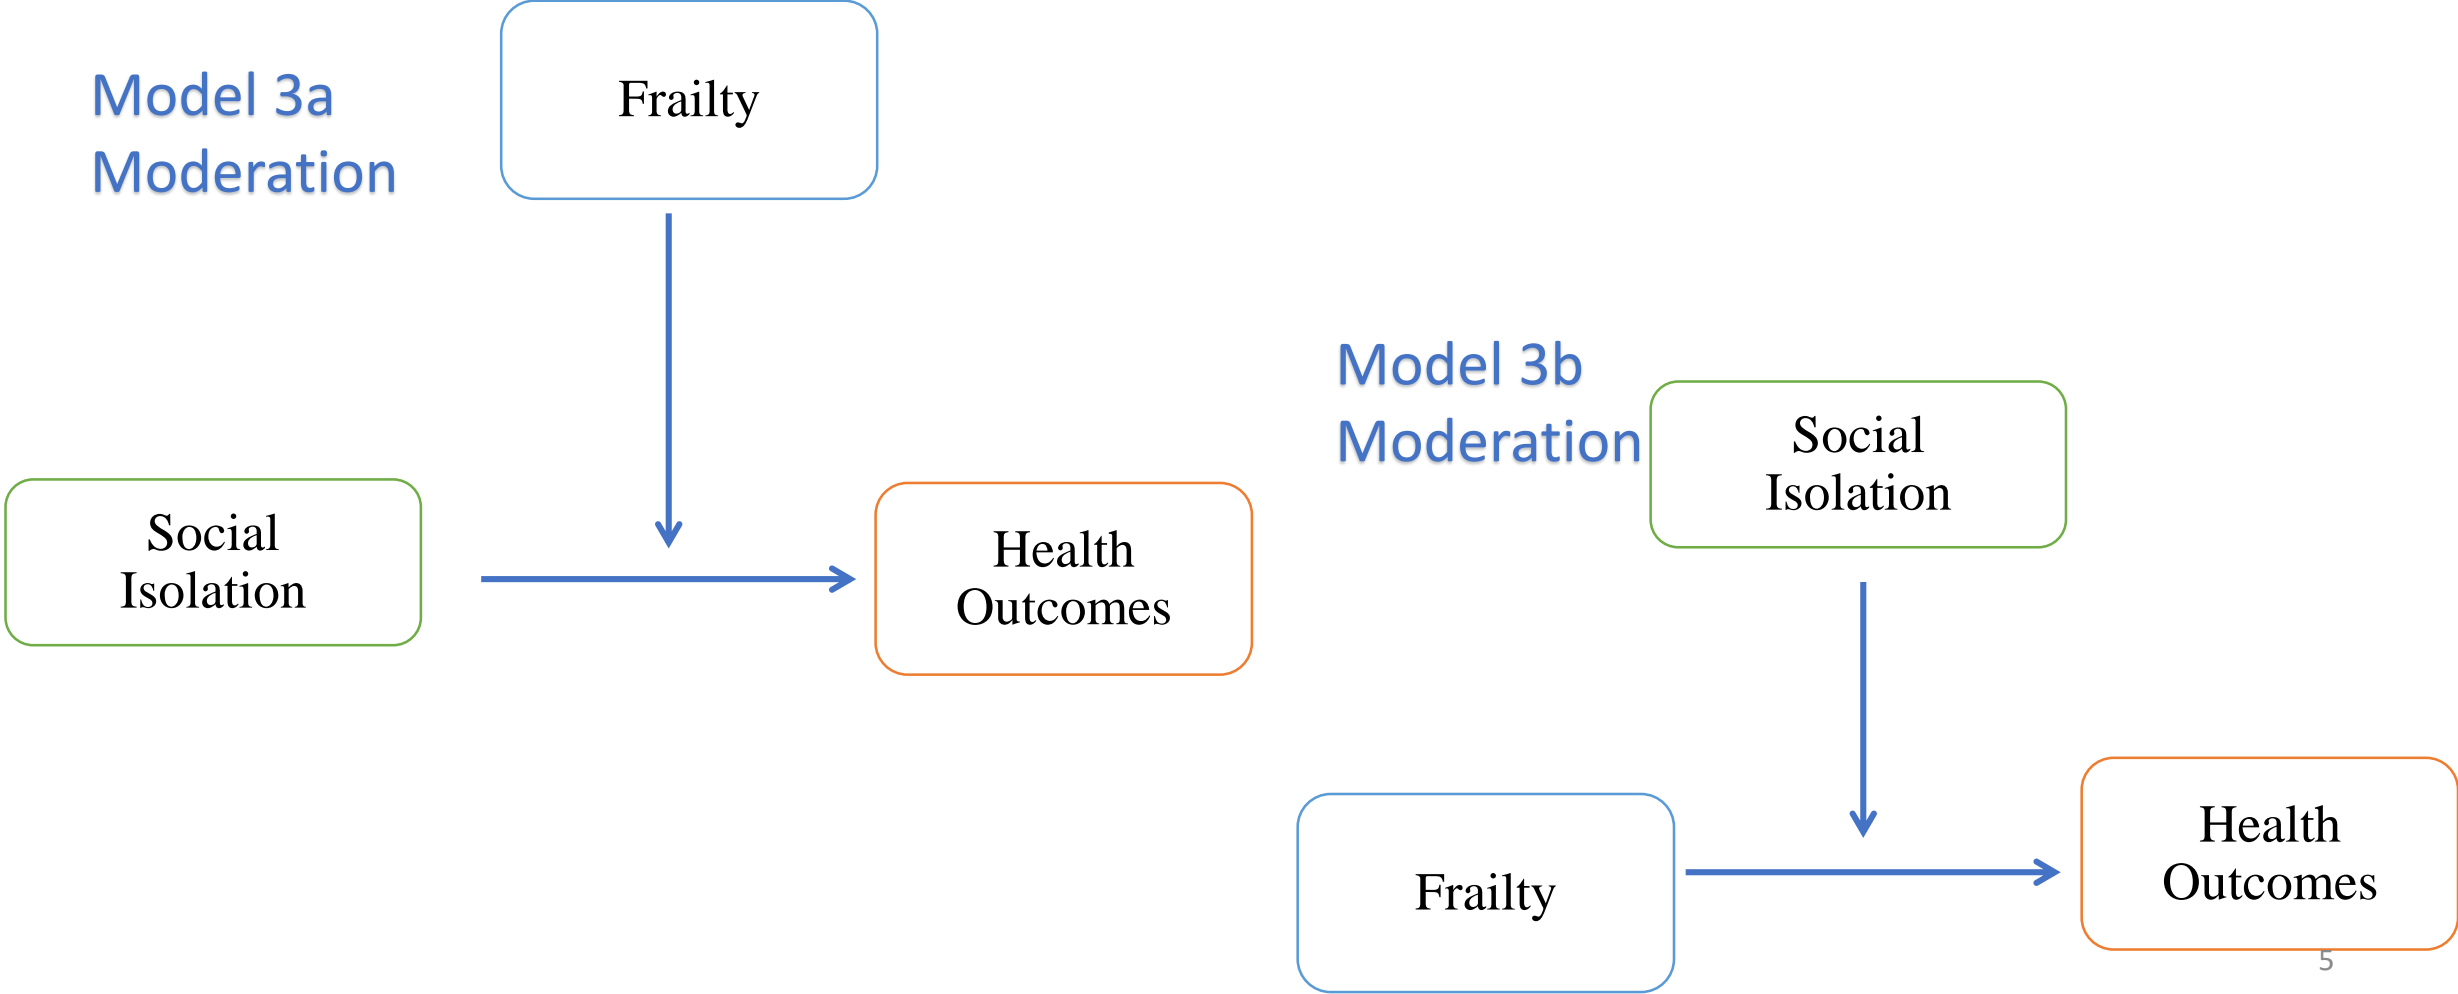 Model 3a
Moderation
Frailty
Social
Isolation
Health
Outcomes
Model 3b
Moderation
Social
Isolation
Frailty
Health
Outcomes
5